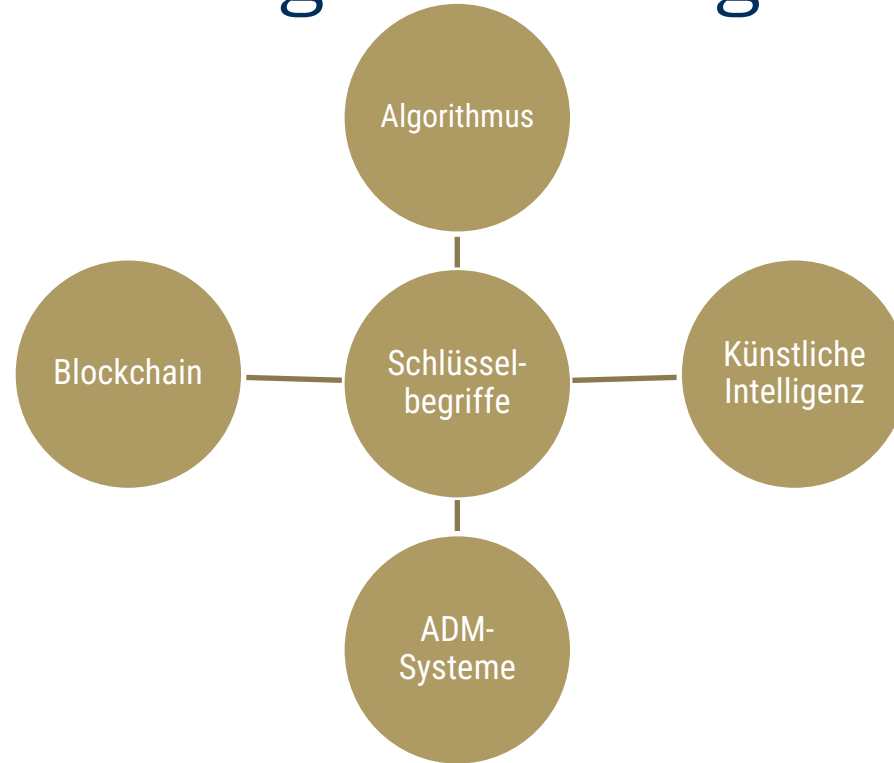 Algorithmus
Blockchain
Schlüssel-
begriffe
Künstliche
Intelligenz
ADM-
Systeme